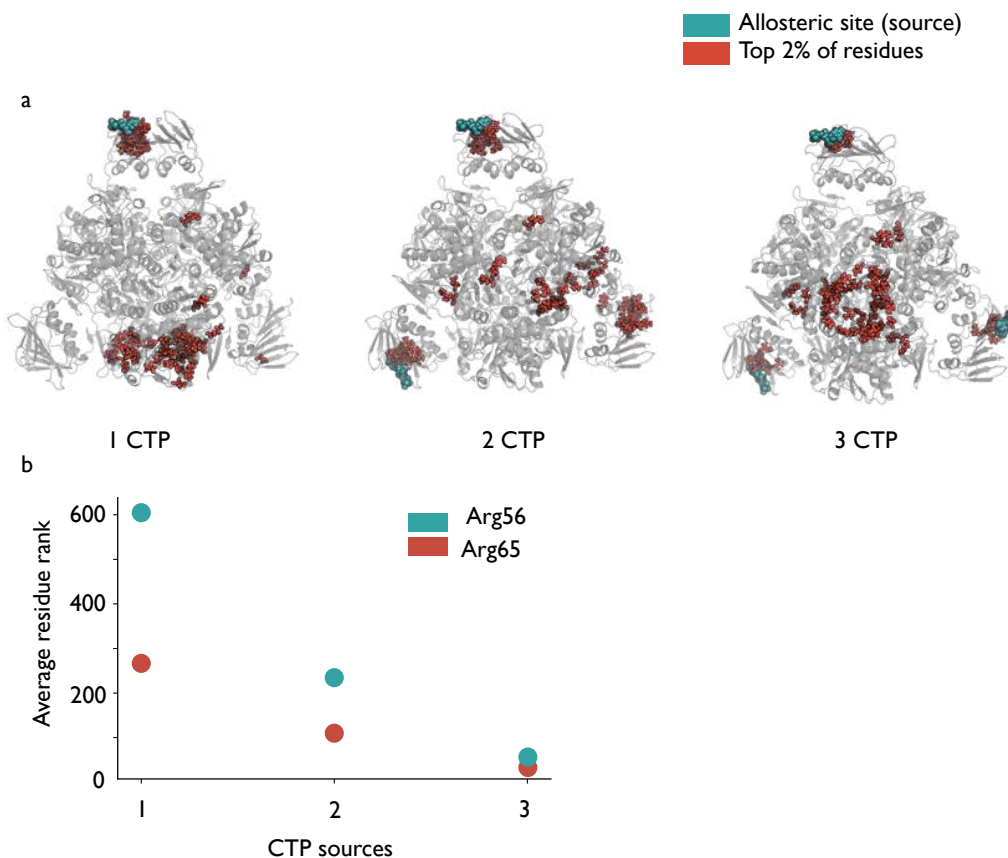 Allosteric site (source)
Top 2% of residues
a
1 CTP
2 CTP
3 CTP
b
600
400
200
0
Average residue rank
Arg56
Arg65
1
2
3
CTP sources